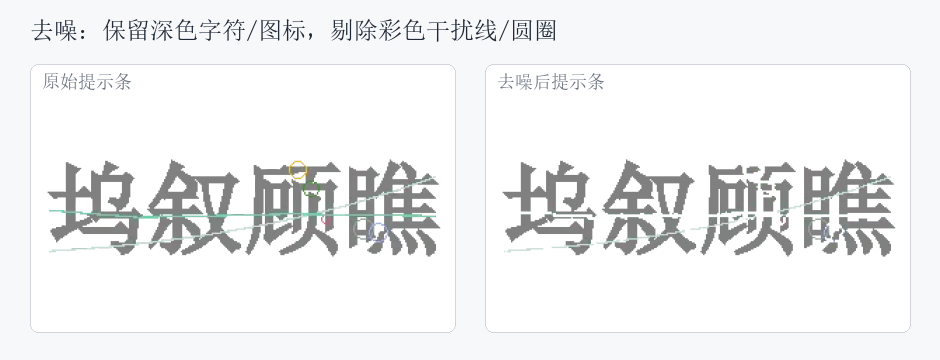 去噪：保留深色字符/图标，剔除彩色干扰线/圆圈
原始提示条
去噪后提示条
坞叙顾瞧
坞叙顾瞧